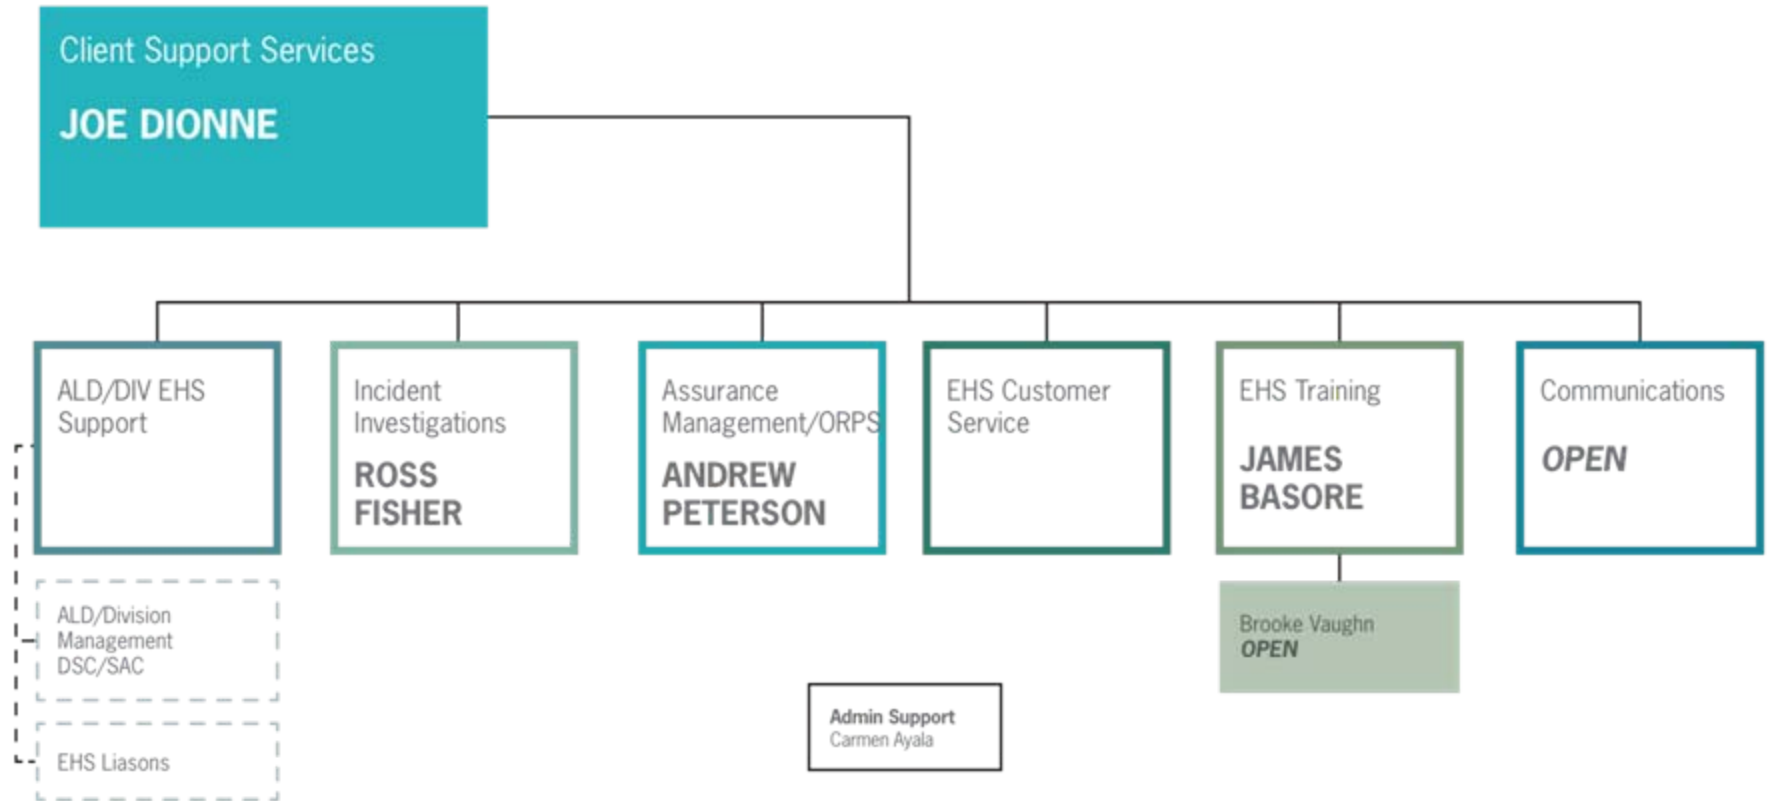 Client Support Services
JOE DIONNE
ALD/DIV EHS
Support
Incident
Investigations
ROSS
FISHER
Assurance
Management/ORPS
ANDREW
PETERSON
EHS Customer
Service
EHS Training
JAMES
BASORE
Communications
OPEN
ALD/Division
Management
DSC/SAC
EHS Liasons
Brooke Vaughn
OPEN
Admin Support
Carmen Ayala